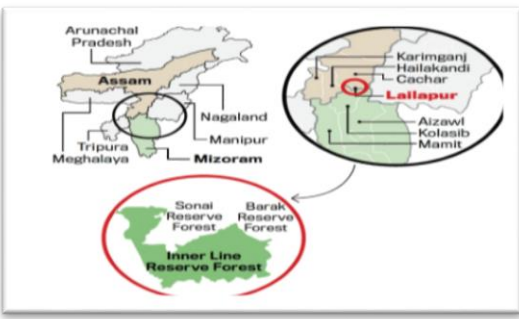 Arunachal
Pradesh
Assam
Nagaland
Manipur
Tripura
Meghalaya
Mizoram
Karimganj
Hailakandi
Cachar
Lailapur
Aizawl
Kolasib
Mamit
Sonai
Reserve
Forest
Barak
Reserve
Forest
Inner Line
Reserve Forest